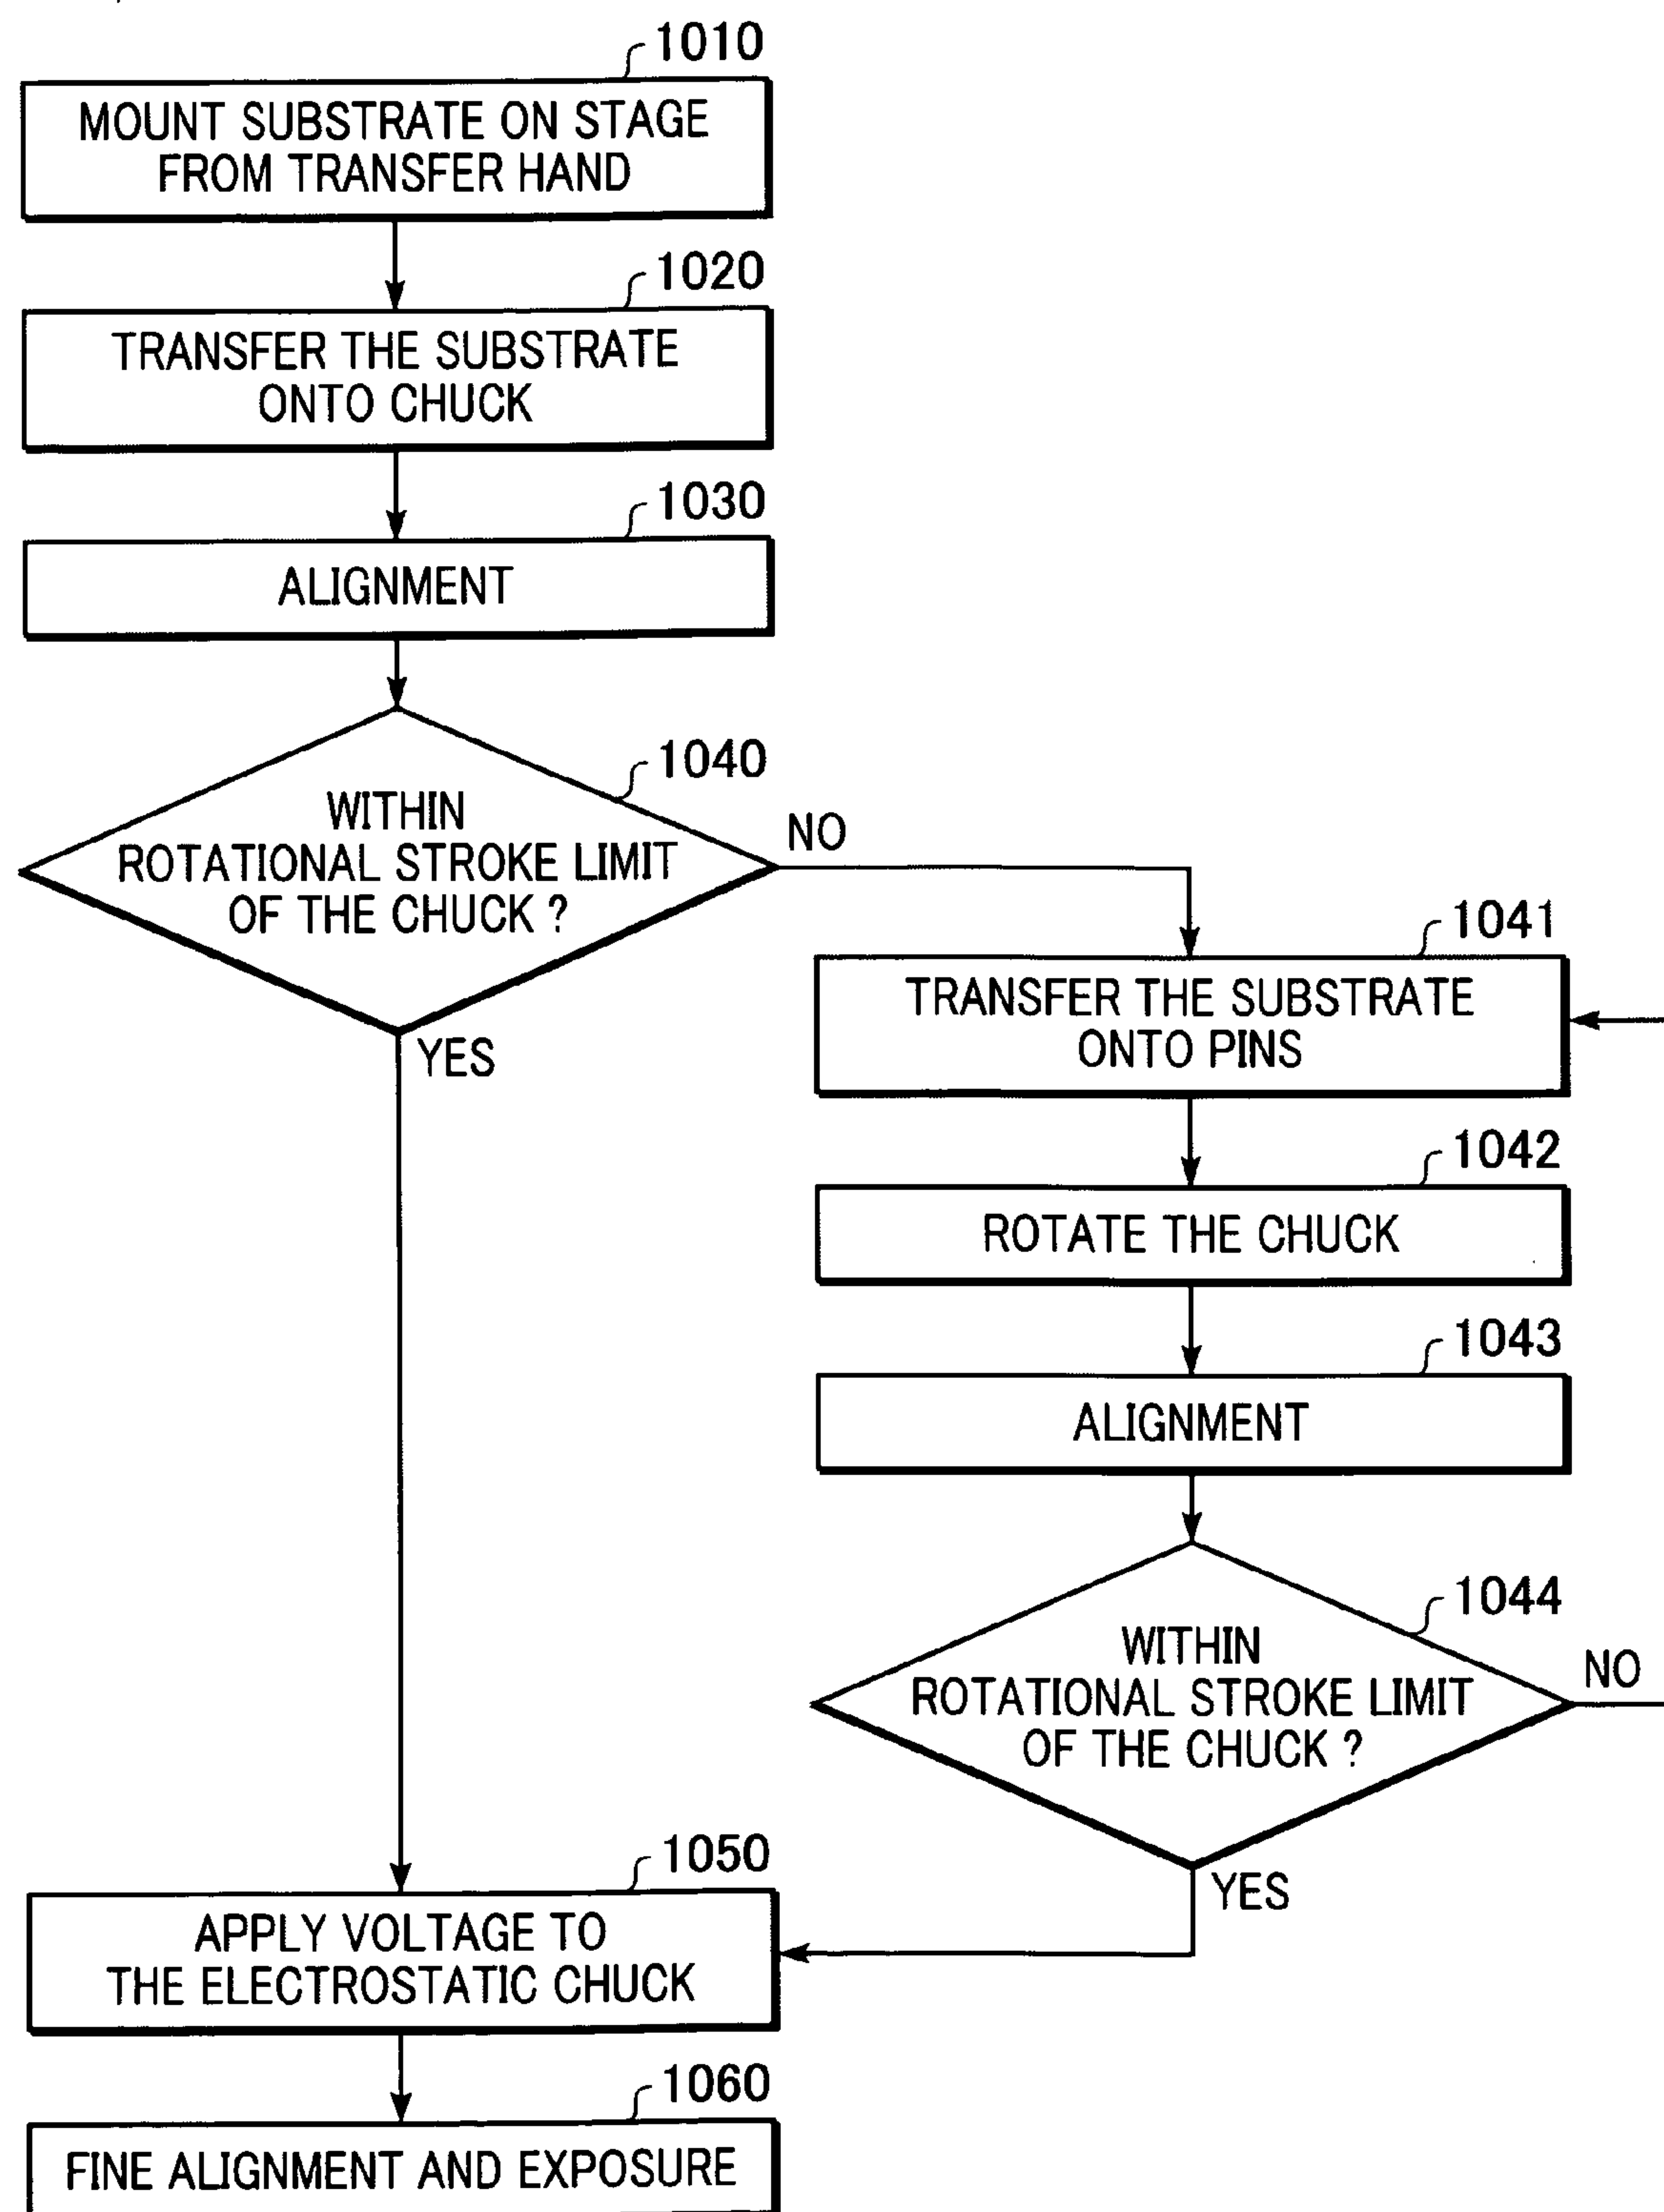 1010
MOUNT SUBSTRATE ON STAGE
FROM TRANSFER HAND
1020
TRANSFER THE SUBSTRATE
ONTO CHUCK
1030
ALIGNMENT
1040
WITHIN
ROTATIONAL STROKE LIMIT
OF THE CHUCK ?
NO
YES
1041
TRANSFER THE SUBSTRATE
ONTO PINS
1042
ROTATE THE CHUCK
1043
ALIGNMENT
1044
WITHIN
ROTATIONAL STROKE LIMIT
OF THE CHUCK ?
NO
YES
1050
APPLY VOLTAGE TO
THE ELECTROSTATIC CHUCK
1060
FINE ALIGNMENT AND EXPOSURE